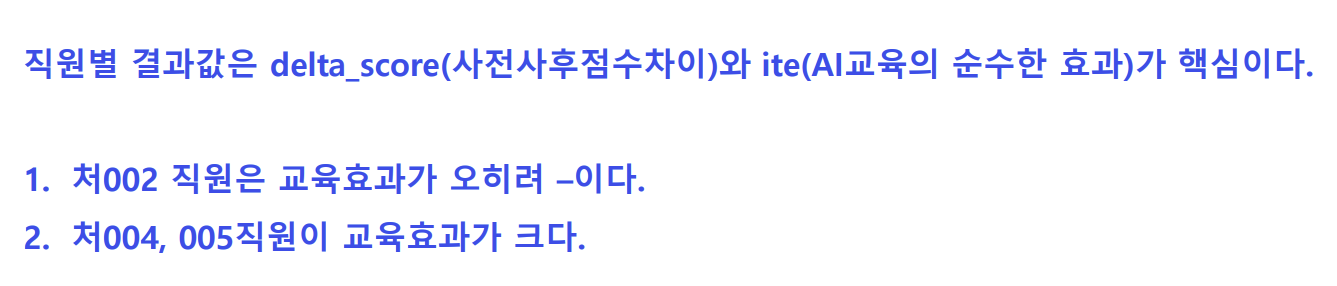 직원별 결과값은 delta_score(사전사후점수차이)와 ite(AI교육의 순수한 효과)가 핵심이다.
1. 처002 직원은 교육효과가 오히려 –이다.
2. 처004, 005직원이 교육효과가 크다.